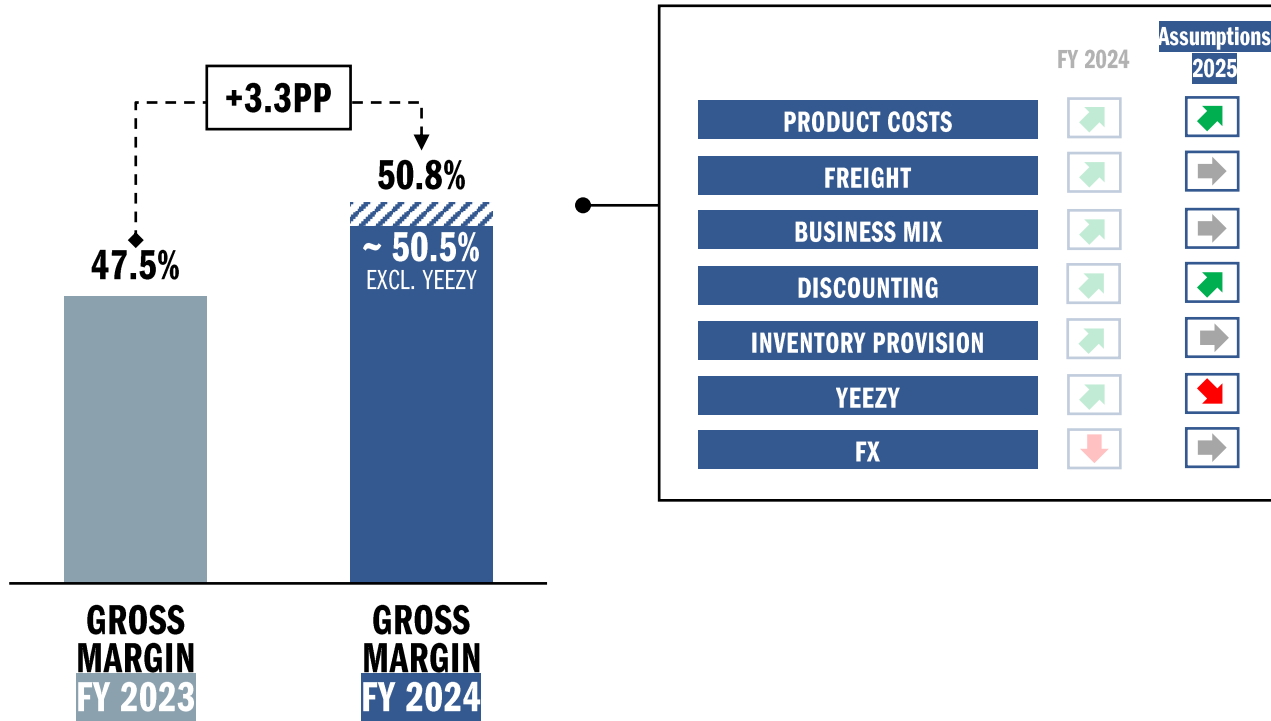 +3.3PP
50.8%
~ 50.5%
EXCL. YEEZY
47.5%
GROSS
MARGIN
FY 2023
GROSS
MARGIN
FY 2024
FY 2024
Assumptions
2025
PRODUCT COSTS
FREIGHT
BUSINESS MIX
DISCOUNTING
INVENTORY PROVISION
YEEZY
FX